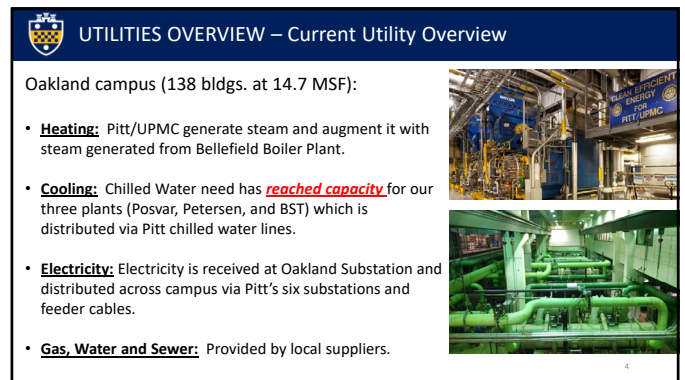 UTILITIES OVERVIEW – Current Utility Overview
Oakland campus (138 bldgs. at 14.7 MSF):
• Heating: Pitt/UPMC generate steam and augment it with
steam generated from Bellefield Boiler Plant.
• Cooling: Chilled Water need has reached capacity for our
three plants (Posvar, Petersen, and BST) which is
distributed via Pitt chilled water lines.
• Electricity: Electricity is received at Oakland Substation and
distributed across campus via Pitt's six substations and
feeder cables.
• Gas, Water and Sewer: Provided by local suppliers.
CLEAN EFFICIENT
ENERGY
FOR
PITT/UPMC
4